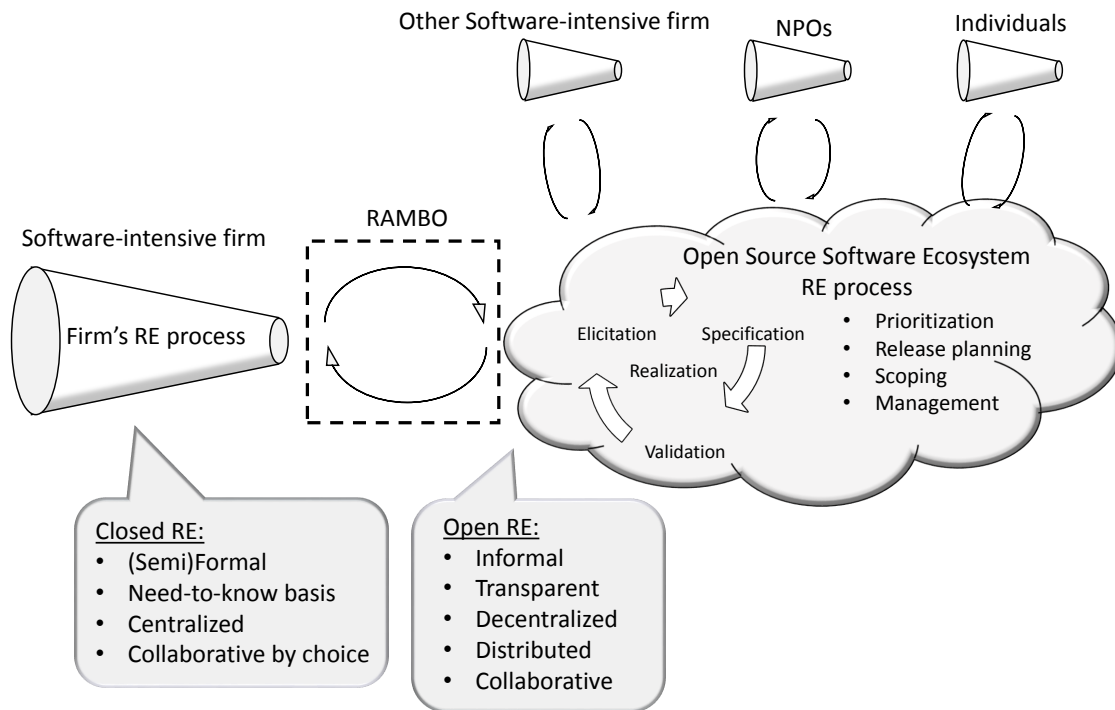 Other Software-intensive firm
NPOs
Individuals
RAMBO
Software-intensive firm
Firm's RE process
Open Source Software Ecosystem
RE process
Elicitation
Specification
Realization
Validation
• Prioritization
• Release planning
• Scoping
• Management
Closed RE:
• (Semi)Formal
• Need-to-know basis
• Centralized
• Collaborative by choice
Open RE:
• Informal
• Transparent
• Decentralized
• Distributed
• Collaborative